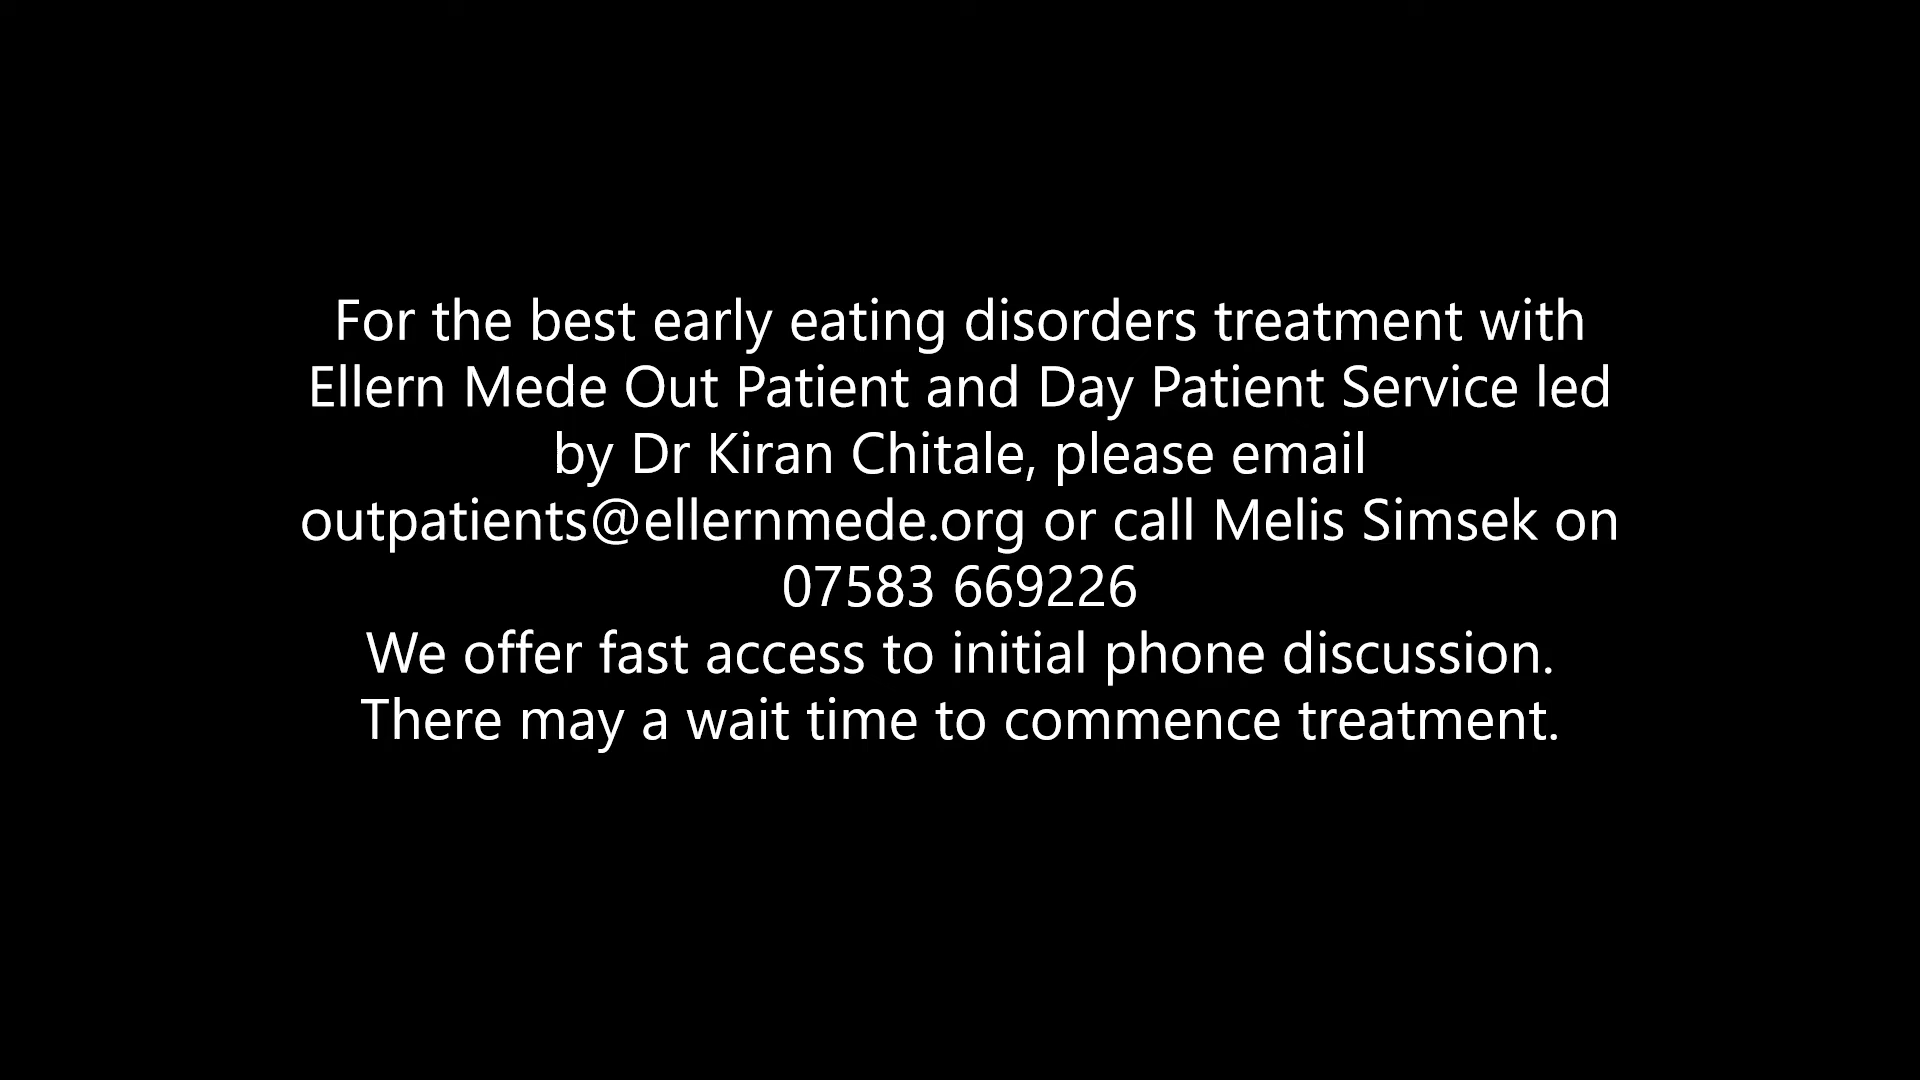 For the best early eating disorders treatment with
Ellern Mede Out Patient and Day Patient Service led
by Dr Kiran Chitale, please email
outpatients@ellernmede.org or call Melis Simsek on
07583 669226
We offer fast access to initial phone discussion.
There may a wait time to commence treatment.